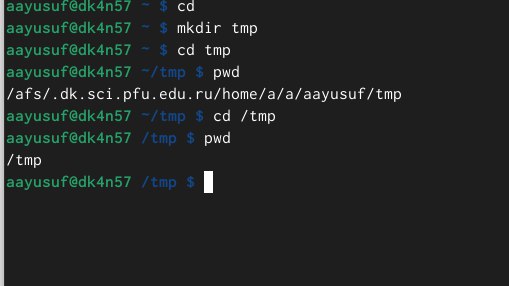 aayusuf@dk4n57 ~ $ cd
aayusuf@dk4n57 ~ $ mkdir tmp
aayusuf@dk4n57 ~ $ cd tmp
aayusuf@dk4n57 ~/tmp $ pwd
/afs/.dk.sci.pfu.edu.ru/home/a/a/aayusuf/tmp
aayusuf@dk4n57 ~/tmp $ cd /tmp
aayusuf@dk4n57 /tmp $ pwd
/tmp
aayusuf@dk4n57 /tmp $